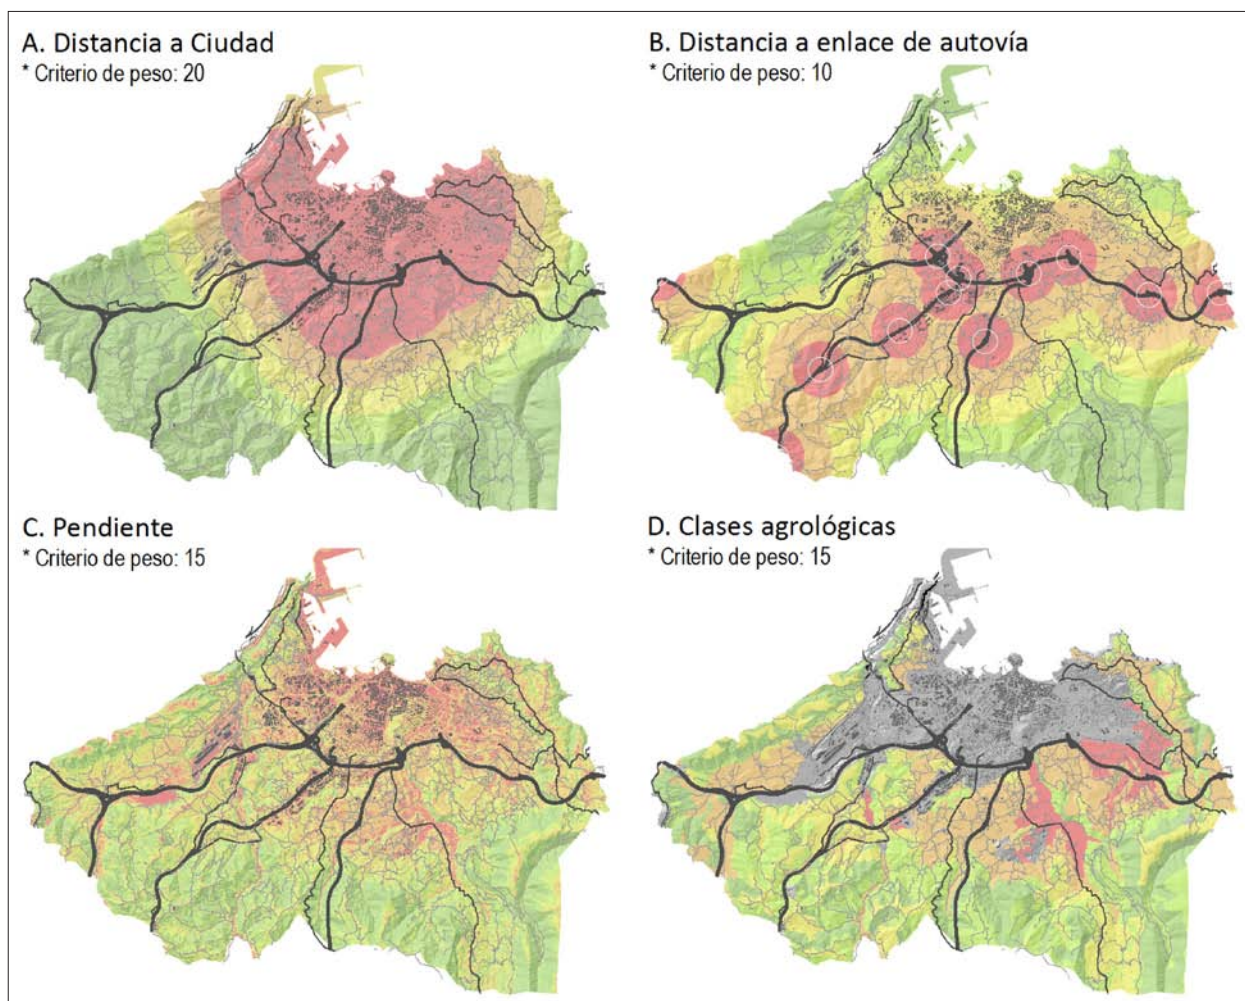 A. Distancia a Ciudad
* Criterio de peso: 20
B. Distancia a enlace de autovía
* Criterio de peso: 10
C. Pendiente
* Criterio de peso: 15
D. Clases agrológicas
* Criterio de peso: 15